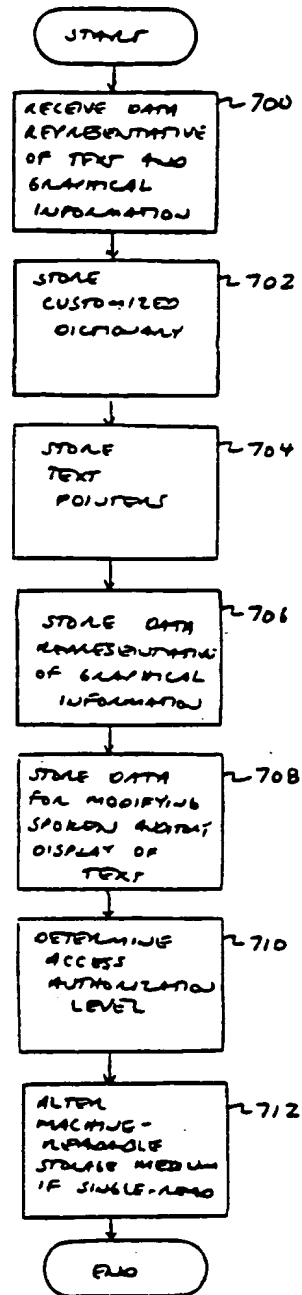 START
700
RECEIVE DATA
REPRESENTATIVE
OF TEXT AND
GRAPHICAL
INFORMATION
702
STORE
CUSTOMIZED
DICTIONARY
704
STORE
TEXT
POINTERS
706
STORE DATA
REPRESENTATIVE
OF GRAPHICAL
INFORMATION
708
STORE DATA
FOR MODIFYING
SPOKEN
DISPLAY OF
TEXT
710
DETERMINE
ACCESS
AUTHORIZATION
LEVEL
712
ALTER
MACHINE-
READABLE
STORAGE MEDIUM
IF SINGLE-READ
END